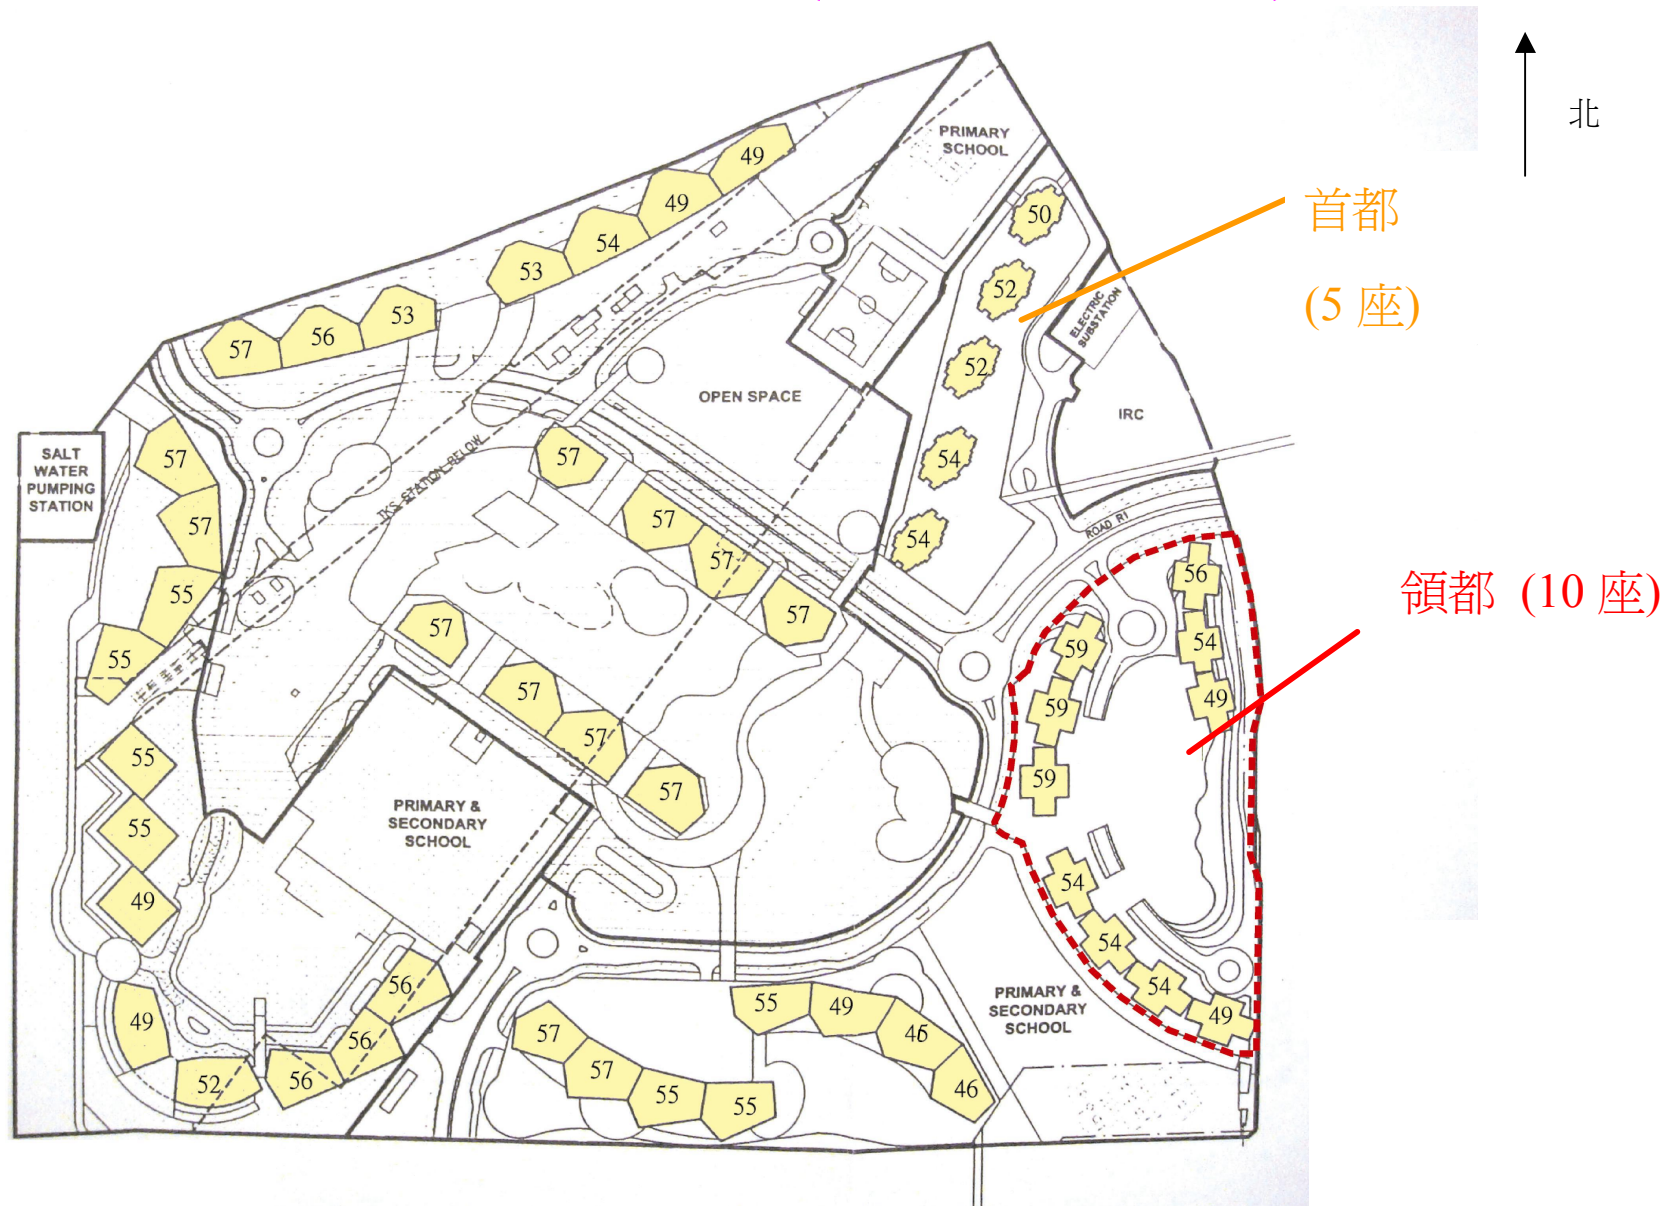 北
PRIMARY
SCHOOL
49
49
54
53
53
56
57
50
首都
(5 座)
52
52
54
54
ELECTRIC
SUBSTATION
IRC
OPEN SPACE
SALT
WATER
PUMPING
STATION
57
57
55
55
TKS STATION BELOW
57
57
57
57
ROAD R1
領都 (10 座)
56
54
49
59
59
59
57
57
57
57
55
55
49
PRIMARY &
SECONDARY
SCHOOL
54
54
54
49
49
52
56
56
56
57
57
55
55
55
49
46
46
PRIMARY &
SECONDARY
SCHOOL